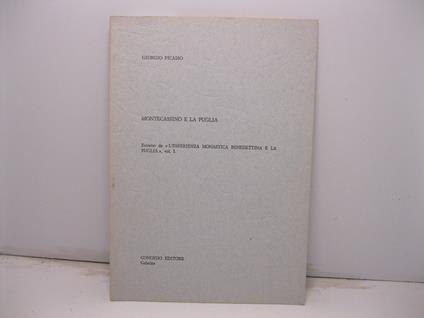 GIORGIO PICASSO
MONTECASSINO E LA PUGLIA
Estratto da «L'ESPERIENZA MONASTICA BENEDETTINA E LA
PUGLIA», vol. I.
CONGEDO EDITORE
Galatina